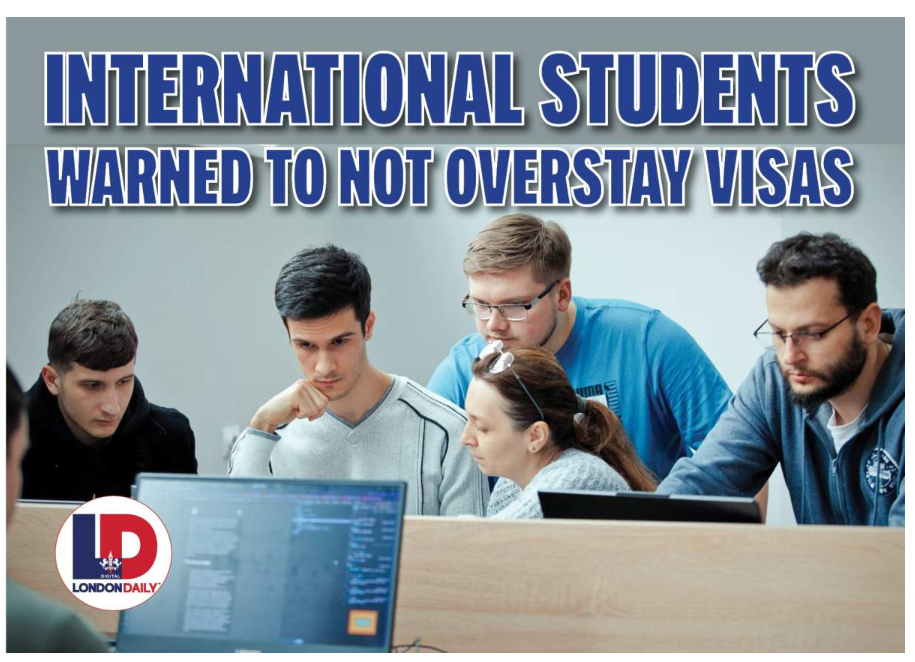 INTERNATIONAL STUDENTS
WARNED TO NOT OVERSTAY VISAS
LD
DIGITAL
LONDON DAILY